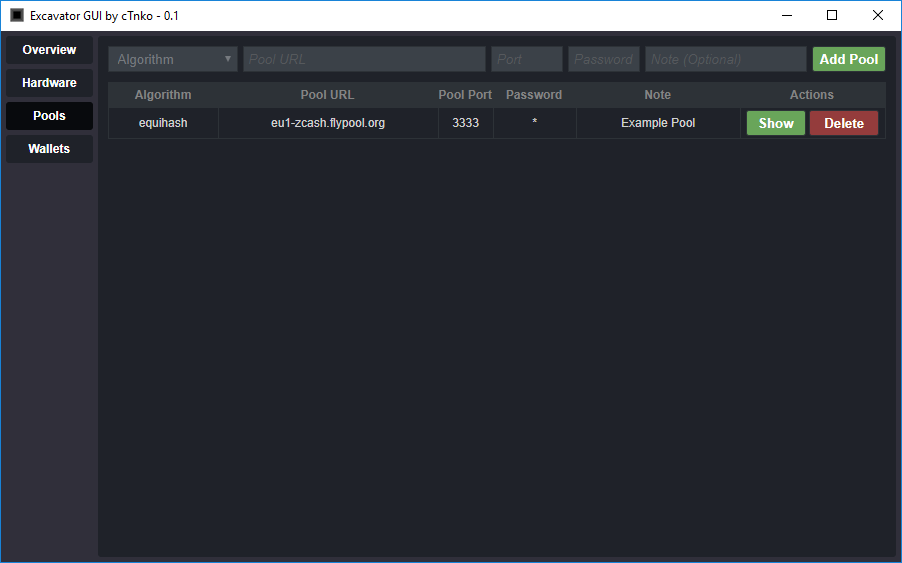 Excavator GUI by cTnko - 0.1
Overview
Hardware
Pools
Wallets
Algorithm Pool URL Port Password Note (Optional) Add Pool
Algorithm Pool URL Pool Port Password Note Actions
equihash eu1-zcash.flypool.org 3333 * Example Pool Show Delete